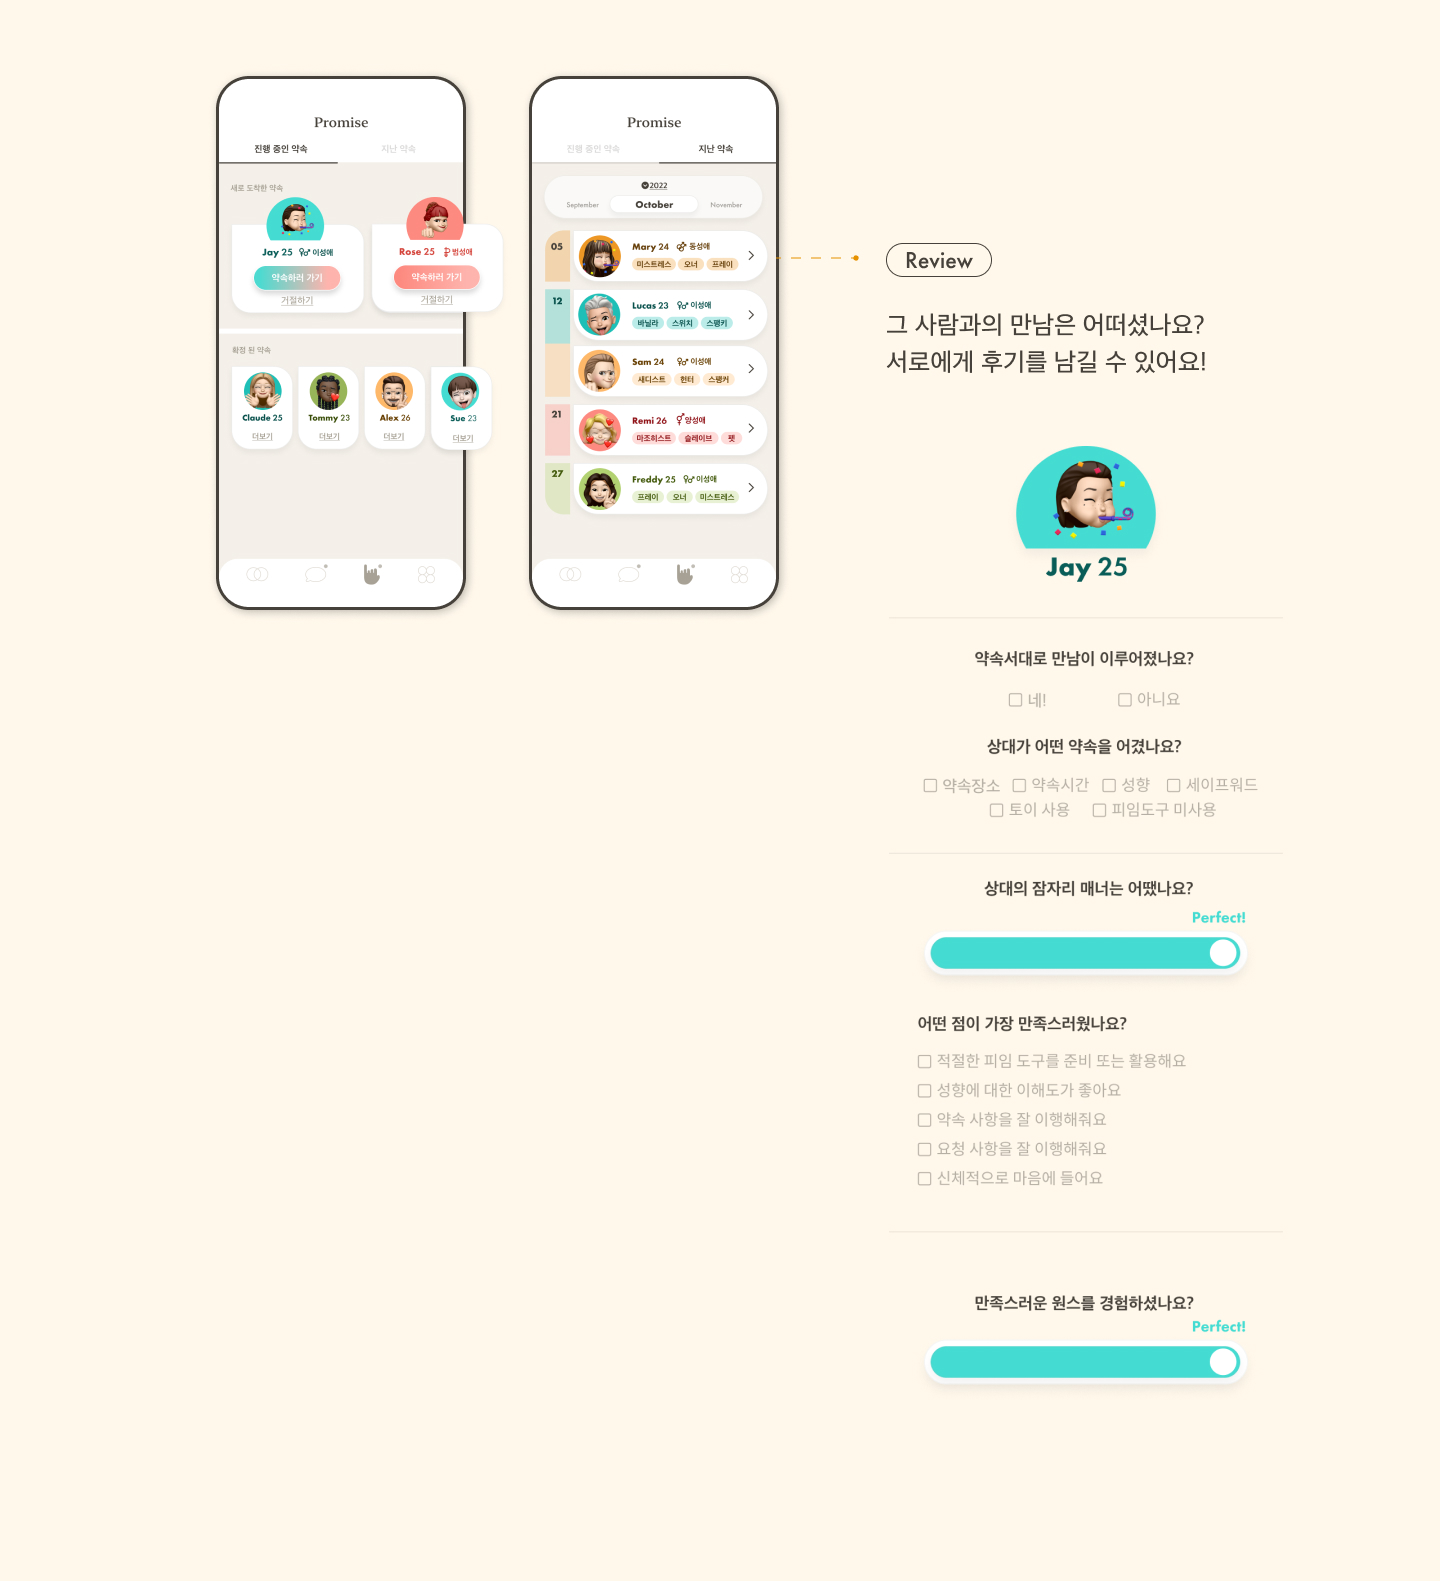 Promise
진행 중인 약속
지난 약속
새로 도착한 약속
Jay 25 이성애
약속하러 가기
거절하기
Rose 25 범성애
약속하러 가기
거절하기
확정 된 약속
Claude 25
더보기
Tommy 23
더보기
Alex 26
더보기
Sue 23
더보기
Promise
진행 중인 약속
지난 약속
2022
September
October
November
05
Mary 24 동성애
미스트레스 오너 프레이
12
Lucas 23 이성애
바닐라 스위치 스팽키
Sam 24 이성애
새디스트 헌터 스팽커
21
Remi 26 양성애
마조히스트 슬레이브 펫
27
Freddy 25 이성애
프레이 오너 미스트레스
Review
그 사람과의 만남은 어떠셨나요?
서로에게 후기를 남길 수 있어요!
Jay 25
약속서대로 만남이 이루어졌나요?
네! 아니요
상대가 어떤 약속을 어겼나요?
약속장소 약속시간 성향 세이프워드
토이 사용 피임도구 미사용
상대의 잠자리 매너는 어땠나요?
Perfect!
어떤 점이 가장 만족스러웠나요?
적절한 피임 도구를 준비 또는 활용해요
성향에 대한 이해도가 좋아요
약속 사항을 잘 이행해줘요
요청 사항을 잘 이행해줘요
신체적으로 마음에 들어요
만족스러운 원스를 경험하셨나요?
Perfect!